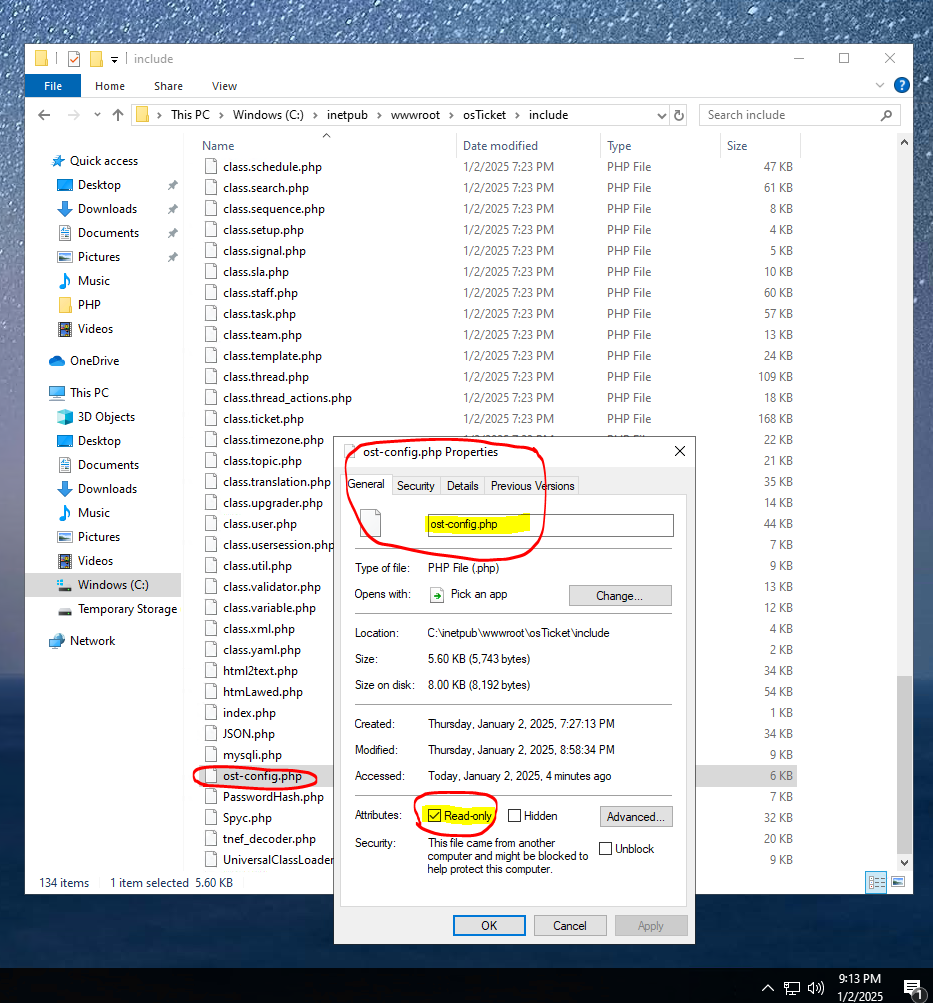 include
File Home Share View
This PC Windows (C:) inetpub wwwroot osTicket include Search include
Name Date modified Type Size
Quick access
Desktop
Downloads
Documents
Pictures
Music
PHP
Videos
OneDrive
This PC
3D Objects
Desktop
Documents
Downloads
Music
Pictures
Videos
Windows (C:)
Temporary Storage
Network
class.schedule.php 1/2/2025 7:23 PM PHP File 47 KB
class.search.php 1/2/2025 7:23 PM PHP File 61 KB
class.sequence.php 1/2/2025 7:23 PM PHP File 8 KB
class.setup.php 1/2/2025 7:23 PM PHP File 4 KB
class.signal.php 1/2/2025 7:23 PM PHP File 5 KB
class.sla.php 1/2/2025 7:23 PM PHP File 10 KB
class.staff.php 1/2/2025 7:23 PM PHP File 60 KB
class.task.php 1/2/2025 7:23 PM PHP File 57 KB
class.team.php 1/2/2025 7:23 PM PHP File 13 KB
class.template.php 1/2/2025 7:23 PM PHP File 24 KB
class.thread.php 1/2/2025 7:23 PM PHP File 109 KB
class.thread_actions.php 1/2/2025 7:23 PM PHP File 18 KB
class.ticket.php 1/2/2025 7:23 PM PHP File 168 KB
class.timezone.php 22 KB
class.topic.php 21 KB
class.translation.php 35 KB
class.upgrader.php 14 KB
class.user.php 44 KB
class.usersession.php 7 KB
class.util.php 9 KB
class.validator.php 13 KB
class.variable.php 12 KB
class.xml.php 4 KB
class.yaml.php 2 KB
html2text.php 34 KB
htmLawed.php 54 KB
index.php 1 KB
JSON.php 34 KB
mysqli.php 9 KB
ost-config.php 6 KB
PasswordHash.php 7 KB
Spyc.php 32 KB
tnef_decoder.php 20 KB
UniversalClassLoader 9 KB
134 items 1 item selected 5.60 KB
ost-config.php Properties
General Security Details Previous Versions
ost-config.php
Type of file: PHP File (.php)
Opens with: Pick an app Change...
Location: C:\inetpub\wwwroot\osTicket\include
Size: 5.60 KB (5,743 bytes)
Size on disk: 8.00 KB (8,192 bytes)
Created: Thursday, January 2, 2025, 7:27:13 PM
Modified: Thursday, January 2, 2025, 8:58:34 PM
Accessed: Today, January 2, 2025, 4 minutes ago
Attributes: Read-only Hidden Advanced...
Security: This file came from another
computer and might be blocked to Unblock
help protect this computer.
OK Cancel Apply
9:13 PM
1/2/2025
1